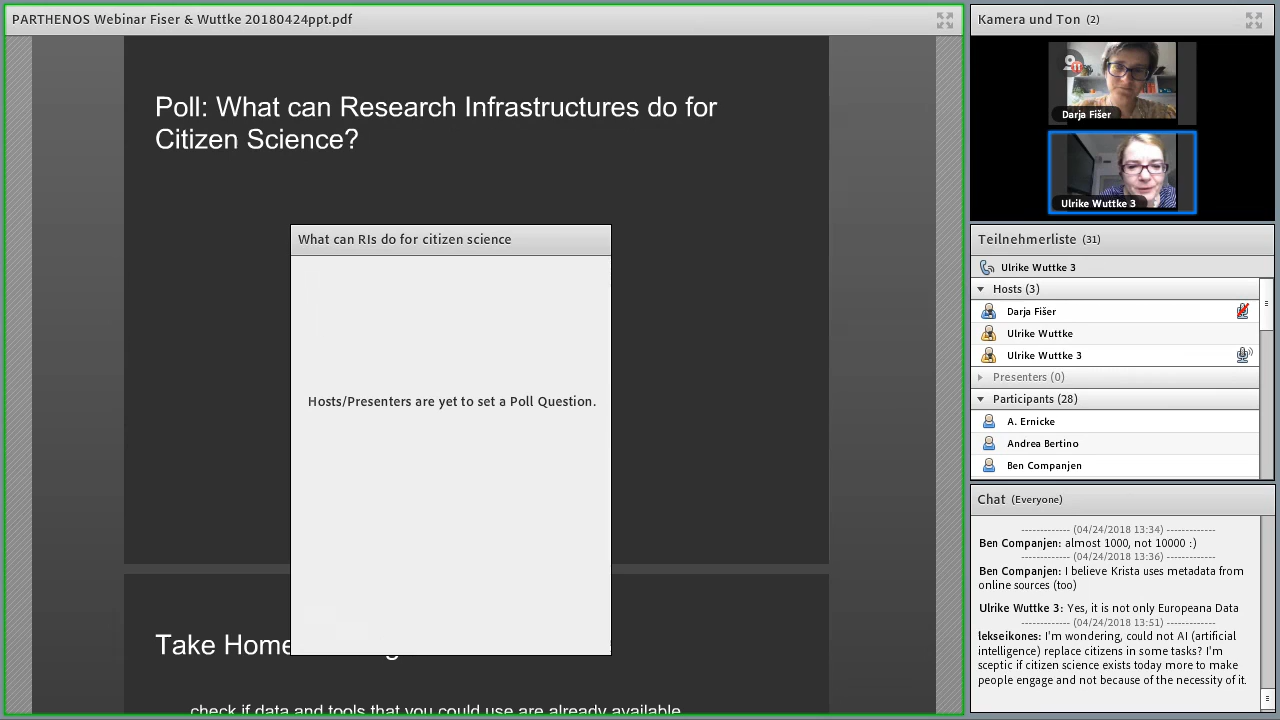 PARTHENOS Webinar Fiser & Wuttke 20180424ppt.pdf
Poll: What can Research Infrastructures do for
Citizen Science?
What can RIs do for citizen science
Hosts/Presenters are yet to set a Poll Question.
Take Home
check if data and tools that you could use are already available
Kamera und Ton (2)
Darja Fišer
Ulrike Wuttke 3
Teilnehmerliste (31)
Ulrike Wuttke 3
Hosts (3)
Darja Fišer
Ulrike Wuttke
Ulrike Wuttke 3
Presenters (0)
Participants (28)
A. Ernicke
Andrea Bertino
Ben Companjen
Chat (Everyone)
------------- (04/24/2018 13:34) -------------
Ben Companjen: almost 1000, not 10000 :)
------------- (04/24/2018 13:36) -------------
Ben Companjen: I believe Krista uses metadata from
online sources (too)
Ulrike Wuttke 3: Yes, it is not only Europeana Data
------------- (04/24/2018 13:51) -------------
lekseikones: I'm wondering, could not AI (artificial
intelligence) replace citizens in some tasks? I'm
sceptic if citizen science exists today more to make
people engage and not because of the necessity of it.